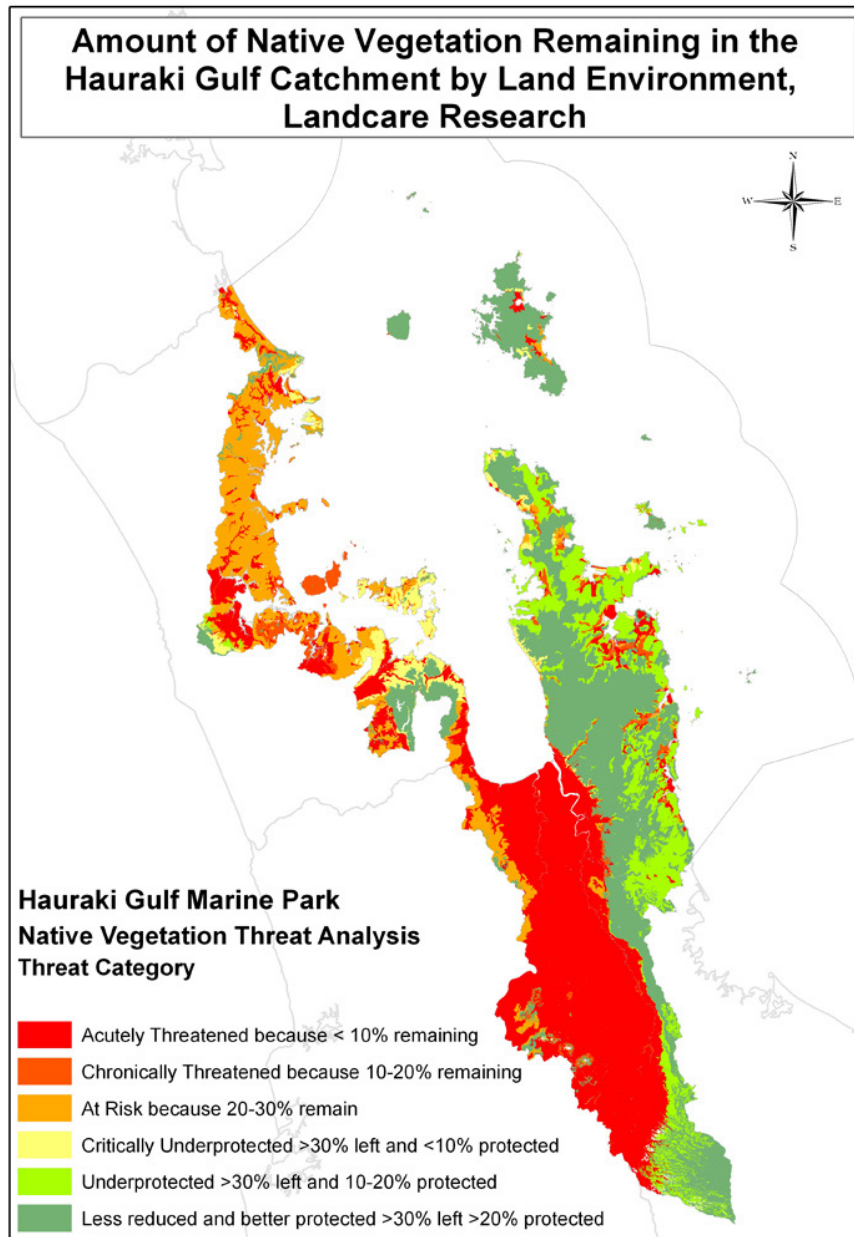 Amount of Native Vegetation Remaining in the
Hauraki Gulf Catchment by Land Environment,
Landcare Research
N
W
E
S
Hauraki Gulf Marine Park
Native Vegetation Threat Analysis
Threat Category
Acutely Threatened because < 10% remaining
Chronically Threatened because 10-20% remaining
At Risk because 20-30% remain
Critically Underprotected >30% left and <10% protected
Underprotected >30% left and 10-20% protected
Less reduced and better protected >30% left >20% protected